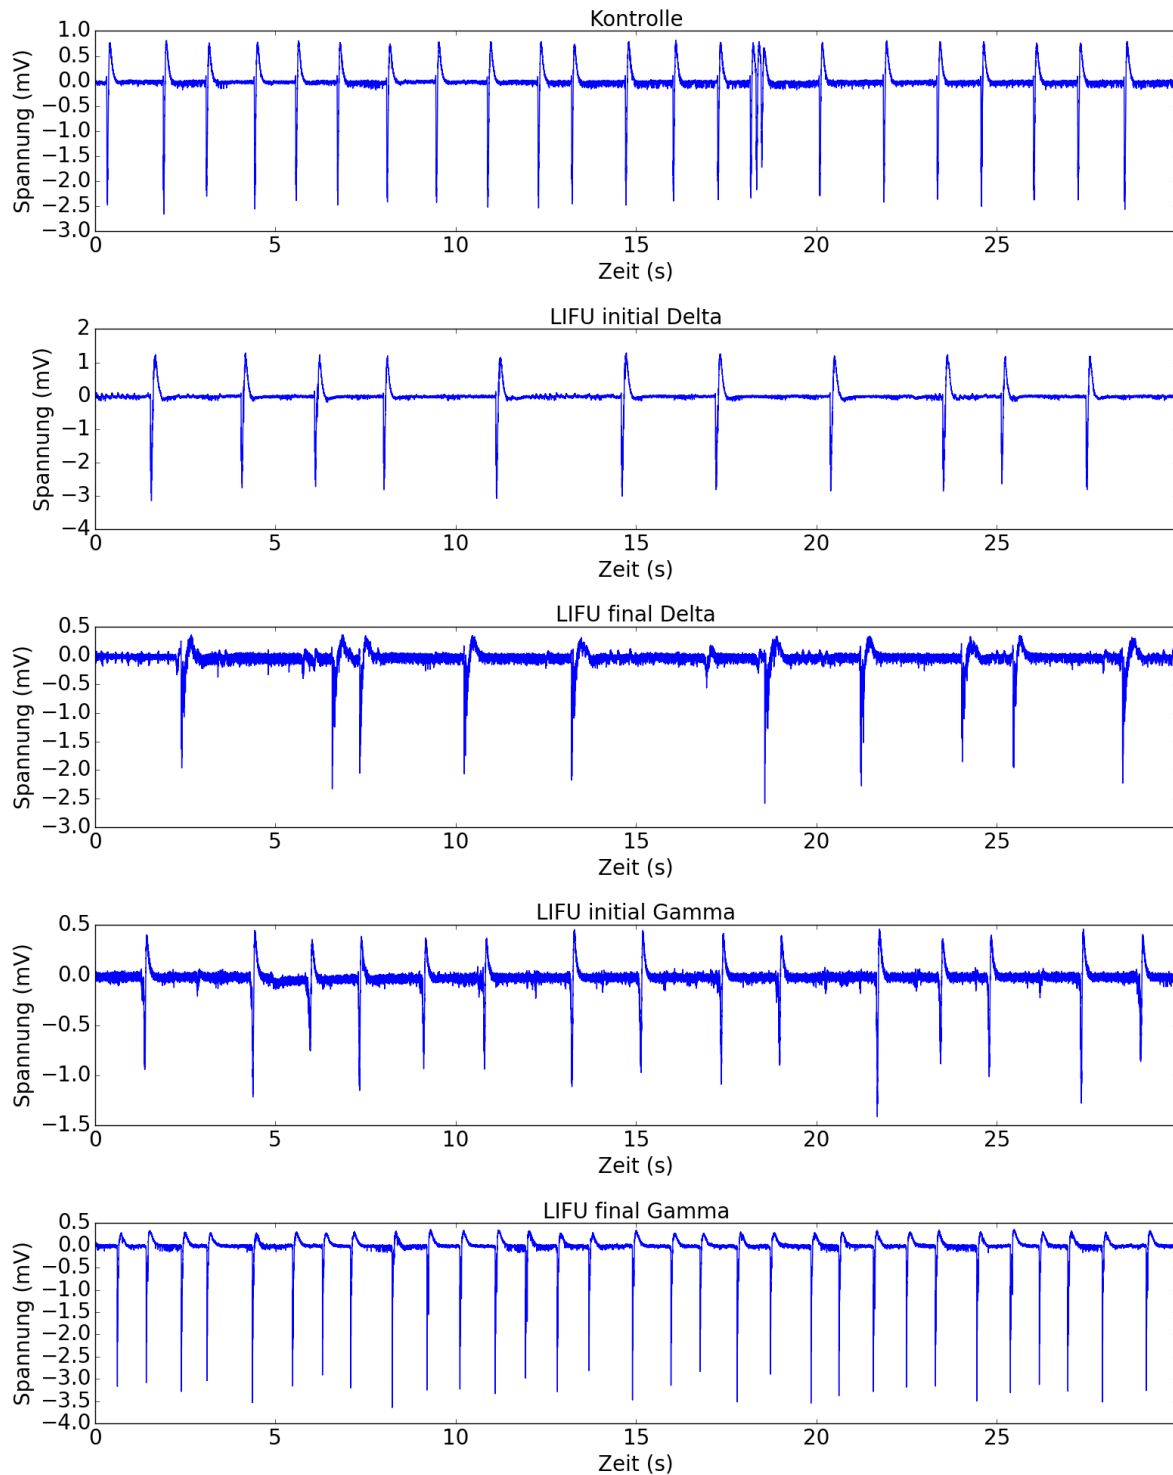 Kontrolle
1.0
0.5
0.0
−0.5
−1.0
−1.5
−2.0
−2.5
−3.0
Spannung (mV)
0 5 10 15 20 25
Zeit (s)
LIFU initial Delta
2
1
0
−1
−2
−3
−4
Spannung (mV)
0 5 10 15 20 25
Zeit (s)
LIFU final Delta
0.5
0.0
−0.5
−1.0
−1.5
−2.0
−2.5
−3.0
Spannung (mV)
0 5 10 15 20 25
Zeit (s)
LIFU initial Gamma
0.5
0.0
−0.5
−1.0
−1.5
Spannung (mV)
0 5 10 15 20 25
Zeit (s)
LIFU final Gamma
0.5
0.0
−0.5
−1.0
−1.5
−2.0
−2.5
−3.0
−3.5
−4.0
Spannung (mV)
0 5 10 15 20 25
Zeit (s)